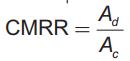 CMRR = A_d / A_c